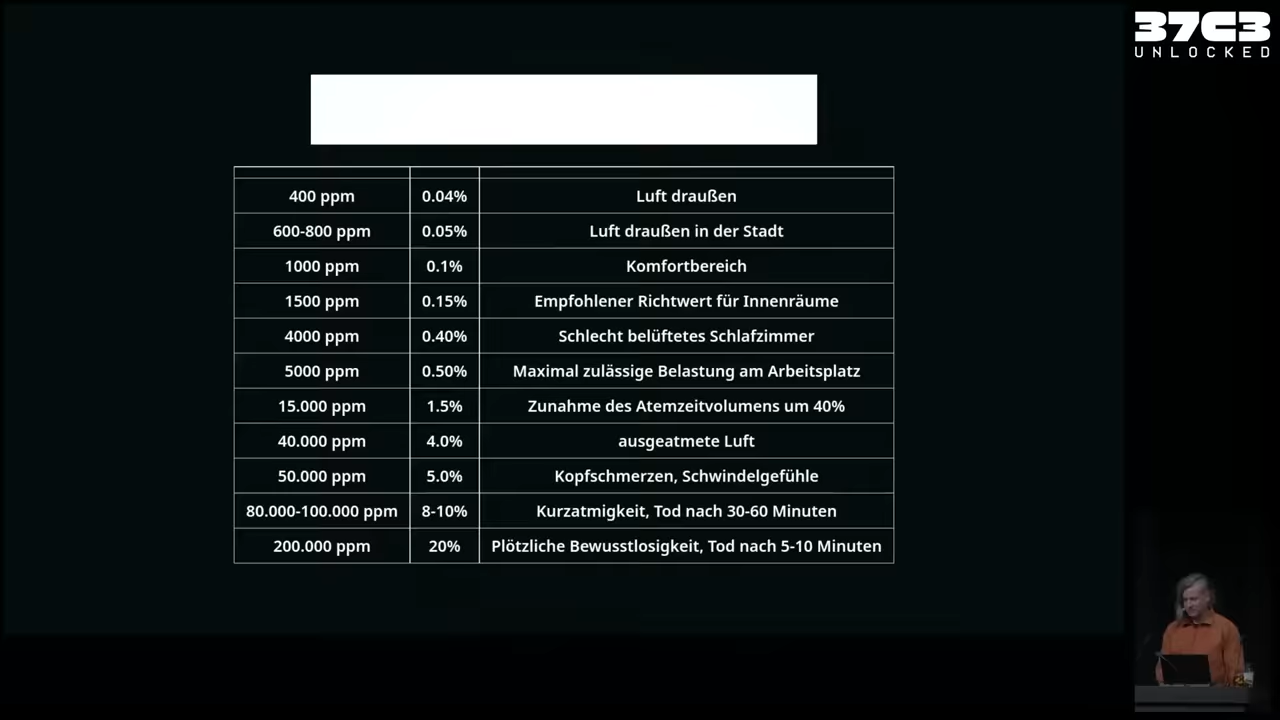 37C3
UNLOCKED
400 ppm 0.04% Luft draußen
600-800 ppm 0.05% Luft draußen in der Stadt
1000 ppm 0.1% Komfortbereich
1500 ppm 0.15% Empfohlener Richtwert für Innenräume
4000 ppm 0.40% Schlecht belüftetes Schlafzimmer
5000 ppm 0.50% Maximal zulässige Belastung am Arbeitsplatz
15.000 ppm 1.5% Zunahme des Atemzeitvolumens um 40%
40.000 ppm 4.0% ausgeatmete Luft
50.000 ppm 5.0% Kopfschmerzen, Schwindelgefühle
80.000-100.000 ppm 8-10% Kurzatmigkeit, Tod nach 30-60 Minuten
200.000 ppm 20% Plötzliche Bewusstlosigkeit, Tod nach 5-10 Minuten